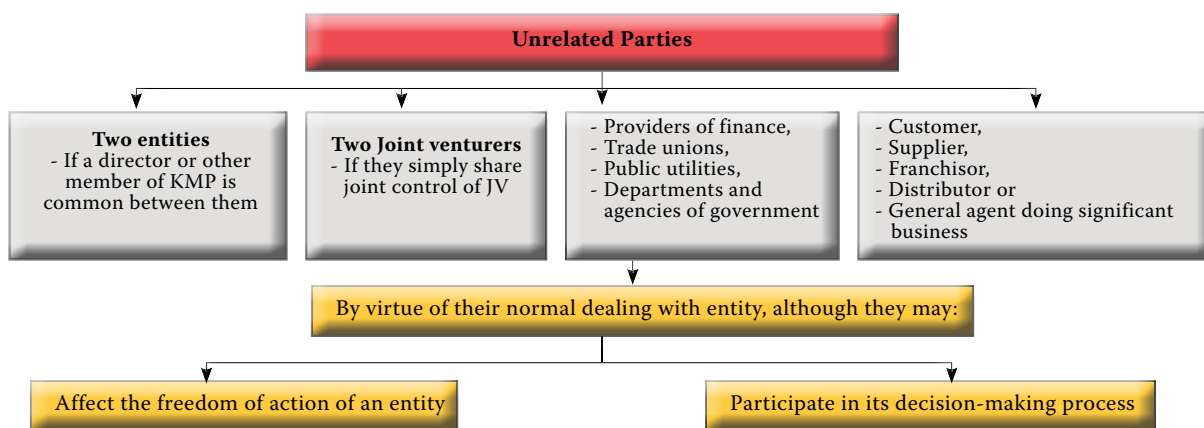 Unrelated Parties
Two entities
- If a director or other
member of KMP is
common between them
Two Joint venturers
- If they simply share
joint control of JV
- Providers of finance,
- Trade unions,
- Public utilities,
- Departments and
agencies of government
- Customer,
- Supplier,
- Franchisor,
- Distributor or
- General agent doing significant
business
By virtue of their normal dealing with entity, although they may:
Affect the freedom of action of an entity
Participate in its decision-making process